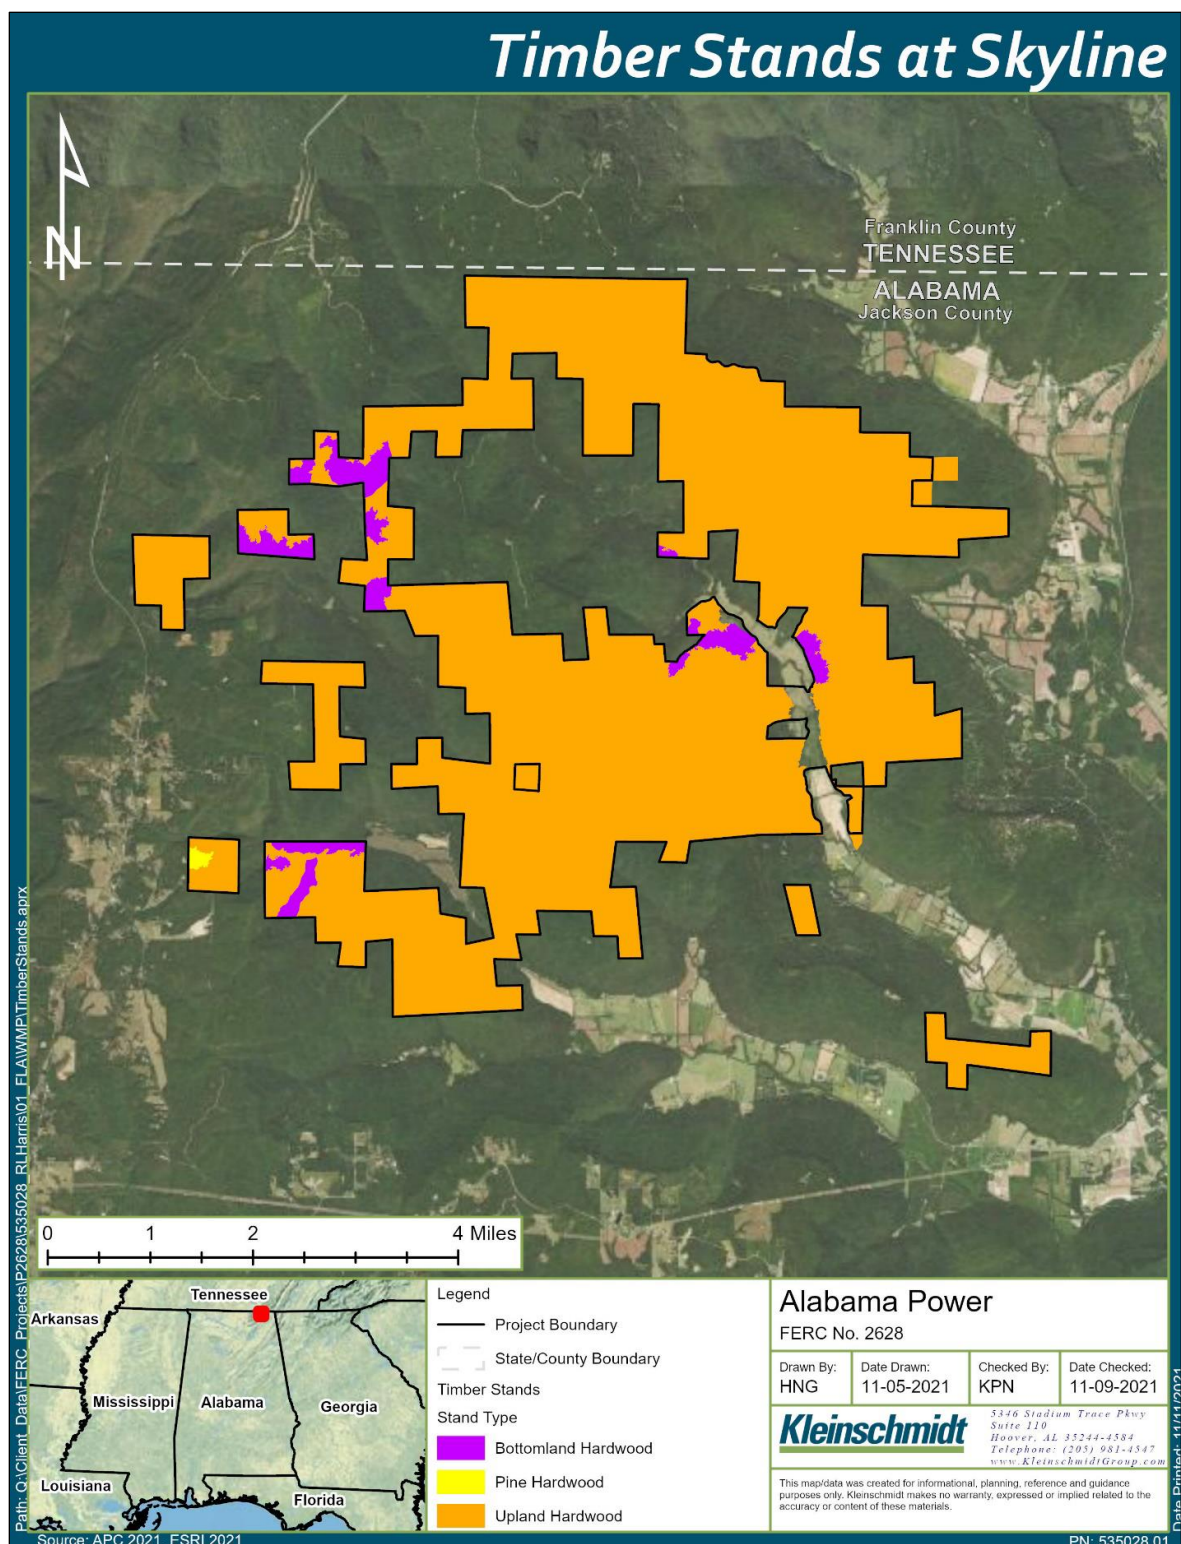 Timber Stands at Skyline
N
Franklin County
TENNESSEE
ALABAMA
Jackson County
Path: Q:\Client_Data\FERC_Projects\P2628\535028_RLHarris\01_FLA\WMP\TimberStands.aprx
0 1 2 4 Miles
Tennessee
Arkansas
Mississippi
Alabama
Georgia
Louisiana
Florida
Legend
Project Boundary
State/County Boundary
Timber Stands
Stand Type
Bottomland Hardwood
Pine Hardwood
Upland Hardwood
Alabama Power
FERC No. 2628
Drawn By:
HNG
Date Drawn:
11-05-2021
Checked By:
KPN
Date Checked:
11-09-2021
Kleinschmidt
5346 Stadium Trace Pkwy
Suite 110
Hoover, AL 35244-4584
Telephone: (205) 981-4547
www.KleinschmidtGroup.com
This map/data was created for informational, planning, reference and guidance
purposes only. Kleinschmidt makes no warranty, expressed or implied related to the
accuracy or content of these materials.
Date Printed: 11/11/2021
Source: APC 2021, ESRI 2021
PN: 535028.01